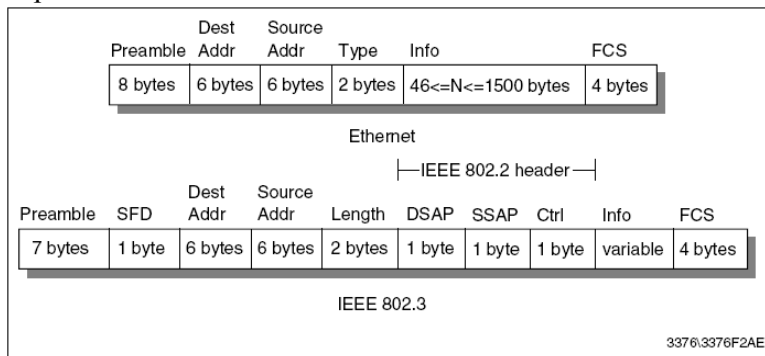 Dest Source
Preamble Addr Addr Type Info FCS
8 bytes 6 bytes 6 bytes 2 bytes 46<=N<=1500 bytes 4 bytes
Ethernet
IEEE 802.2 header
Dest Source
Preamble SFD Addr Addr Length DSAP SSAP Ctrl Info FCS
7 bytes 1 byte 6 bytes 6 bytes 2 bytes 1 byte 1 byte 1 byte variable 4 bytes
IEEE 802.3
3376\3376F2AE